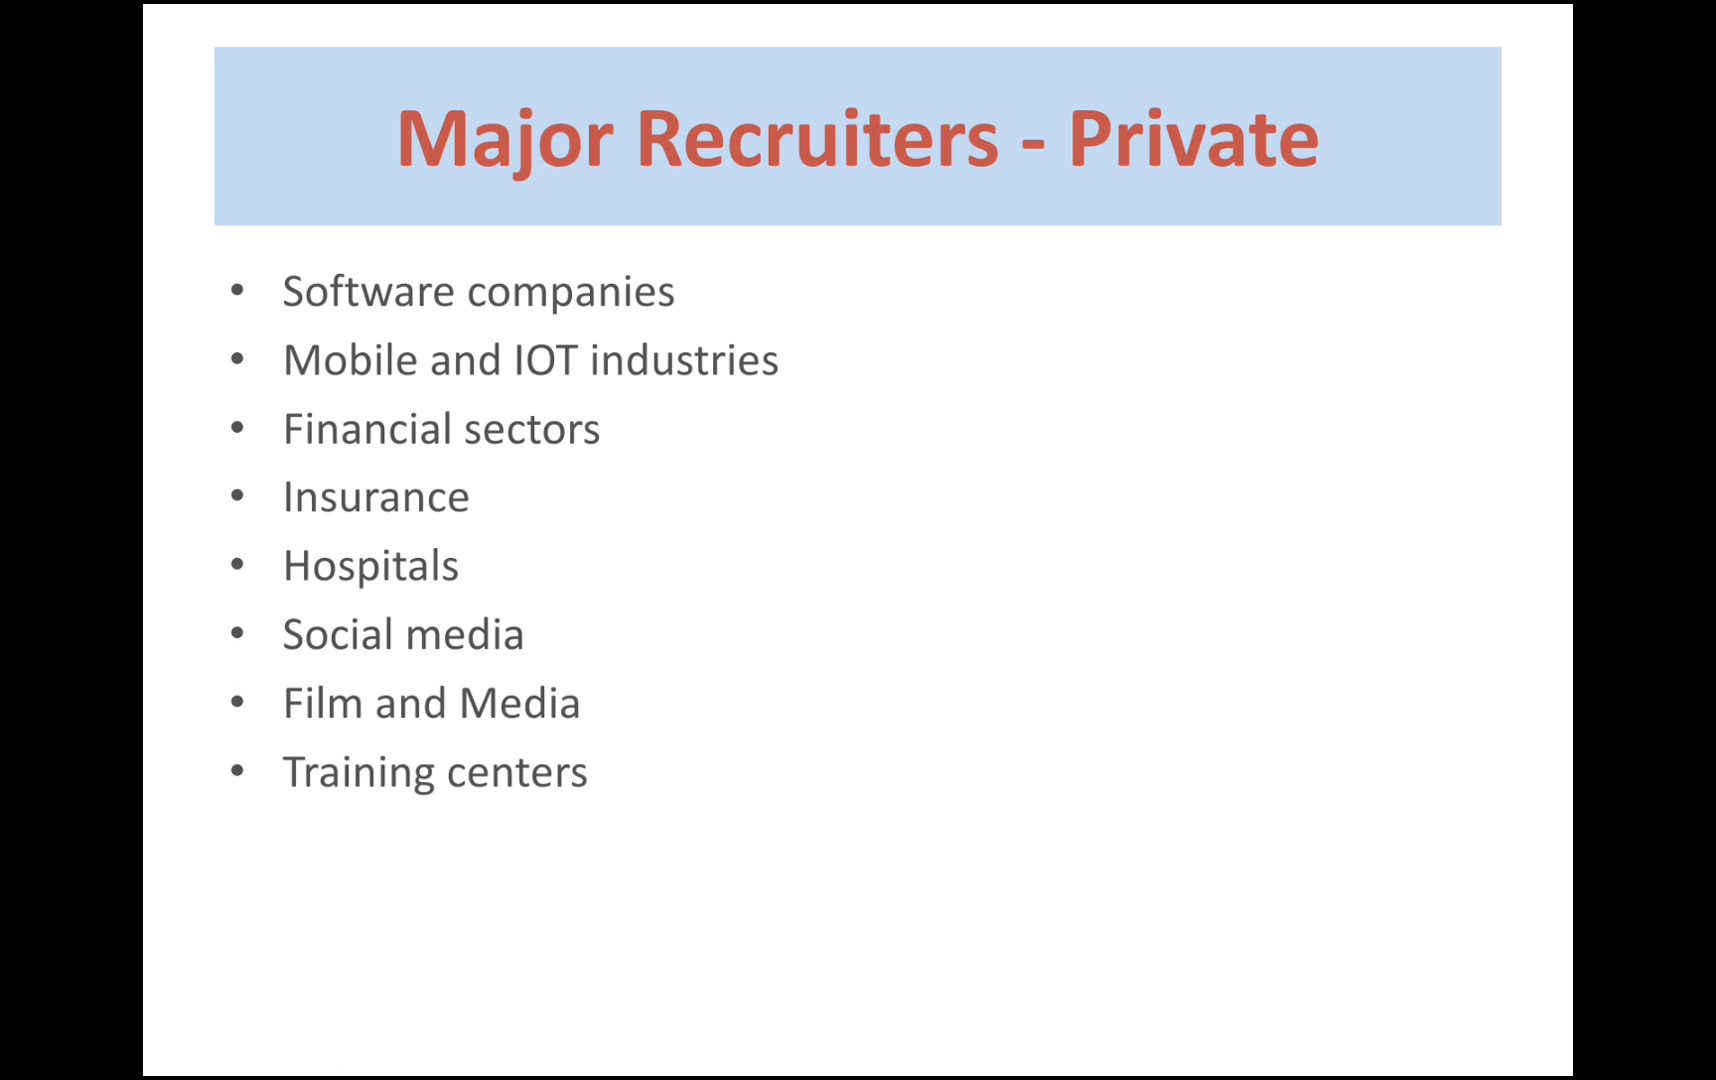 Major Recruiters - Private
• Software companies
• Mobile and IOT industries
• Financial sectors
• Insurance
• Hospitals
• Social media
• Film and Media
• Training centers